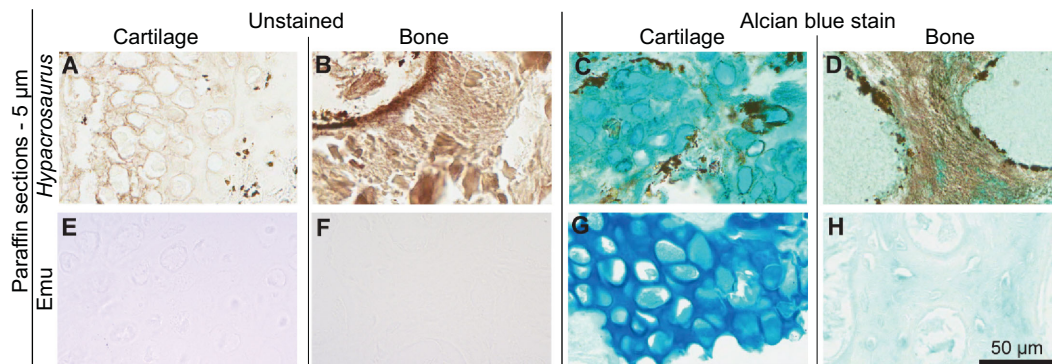 Unstained
Alcian blue stain
Cartilage
Bone
Cartilage
Bone
Paraffin sections - 5 µm
Hypacrosaurus
A
B
C
D
Emu
E
F
G
H
50 µm